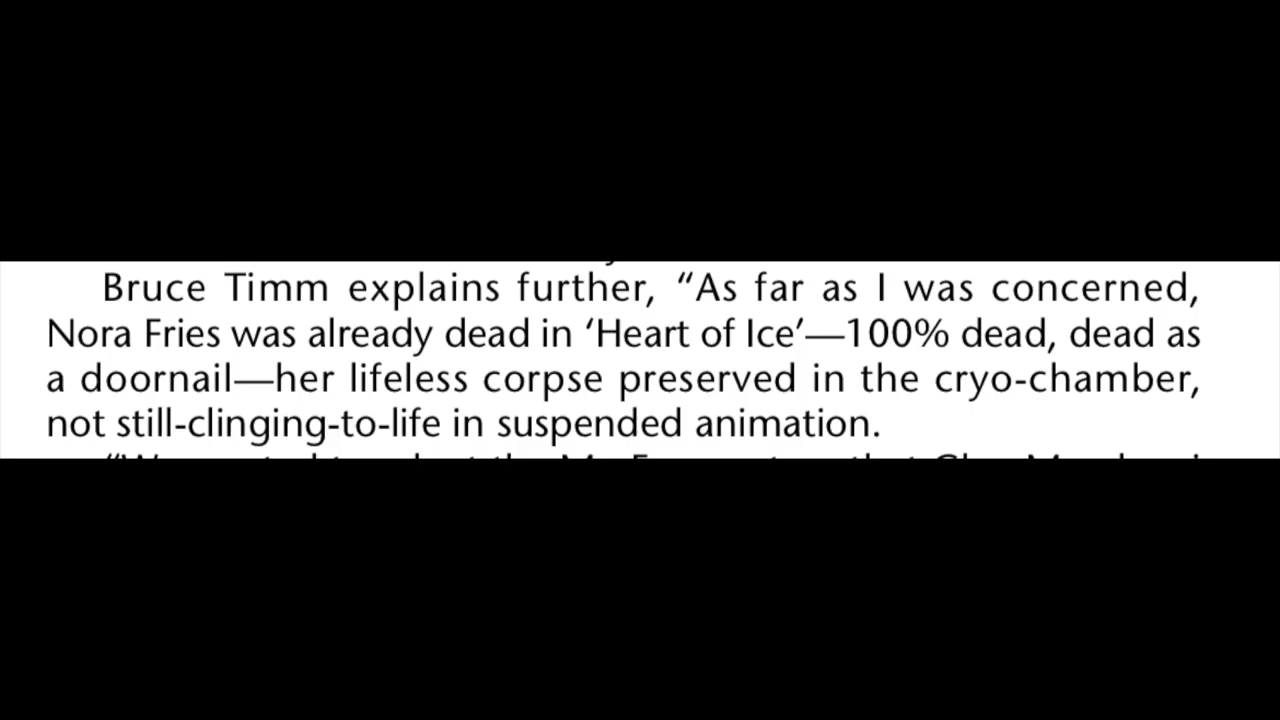 Bruce Timm explains further, “As far as I was concerned,
Nora Fries was already dead in ‘Heart of Ice’—100% dead, dead as
a doornail—her lifeless corpse preserved in the cryo-chamber,
not still-clinging-to-life in suspended animation.